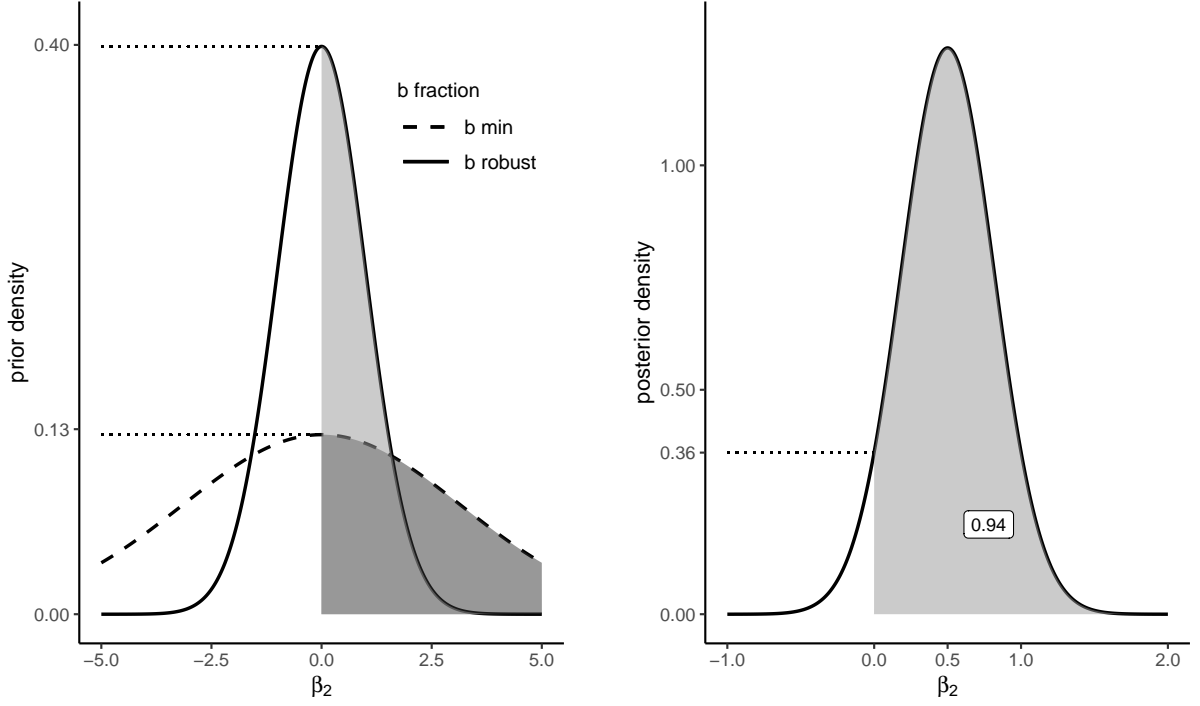 prior density
0.40
0.13
0.00
b fraction
b min
b robust
−5.0
−2.5
0.0
2.5
5.0
β2
posterior density
1.00
0.50
0.36
0.00
0.94
−1.0
0.0
0.5
1.0
2.0
β2